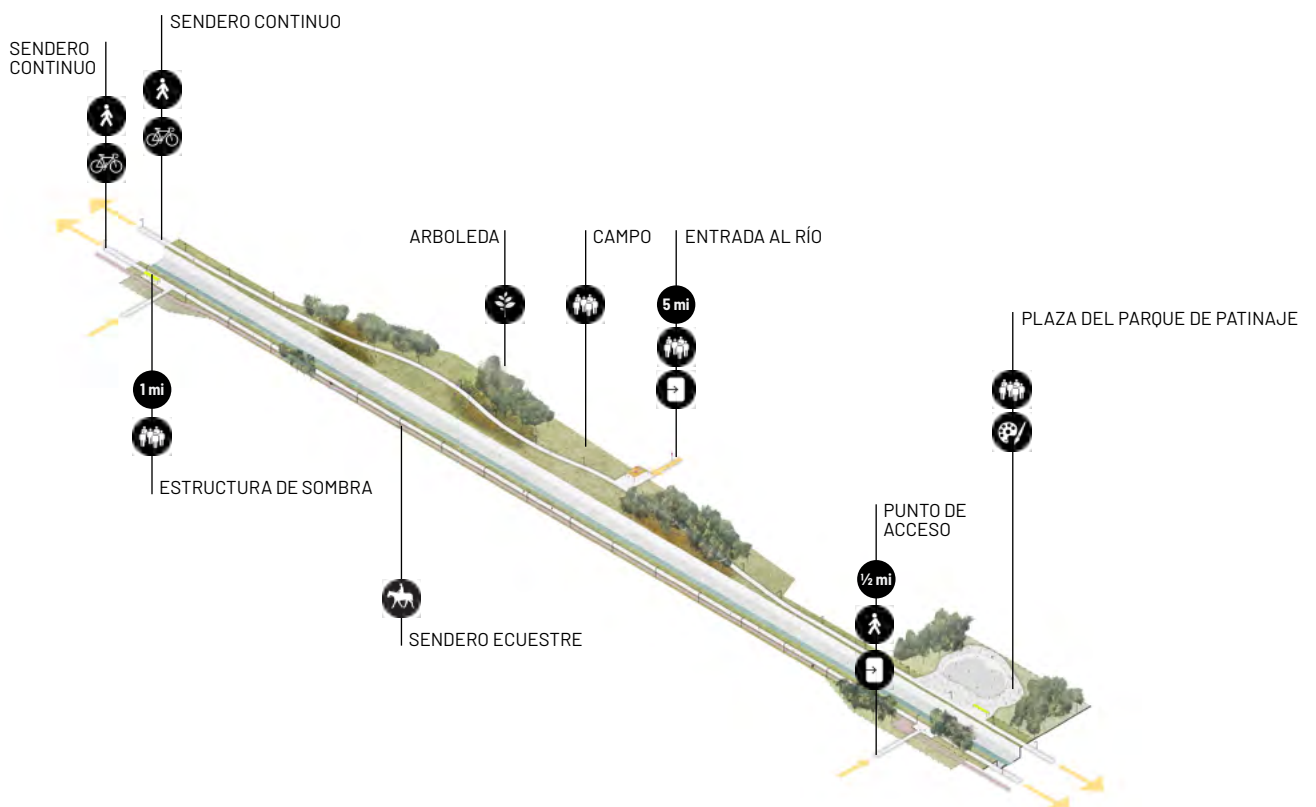 SENDERO CONTINUO
SENDERO
CONTINUO
ARBOLEDA
CAMPO
ENTRADA AL RÍO
5 mi
PLAZA DEL PARQUE DE PATINAJE
1 mi
ESTRUCTURA DE SOMBRA
PUNTO DE
ACCESO
½ mi
SENDERO ECUESTRE